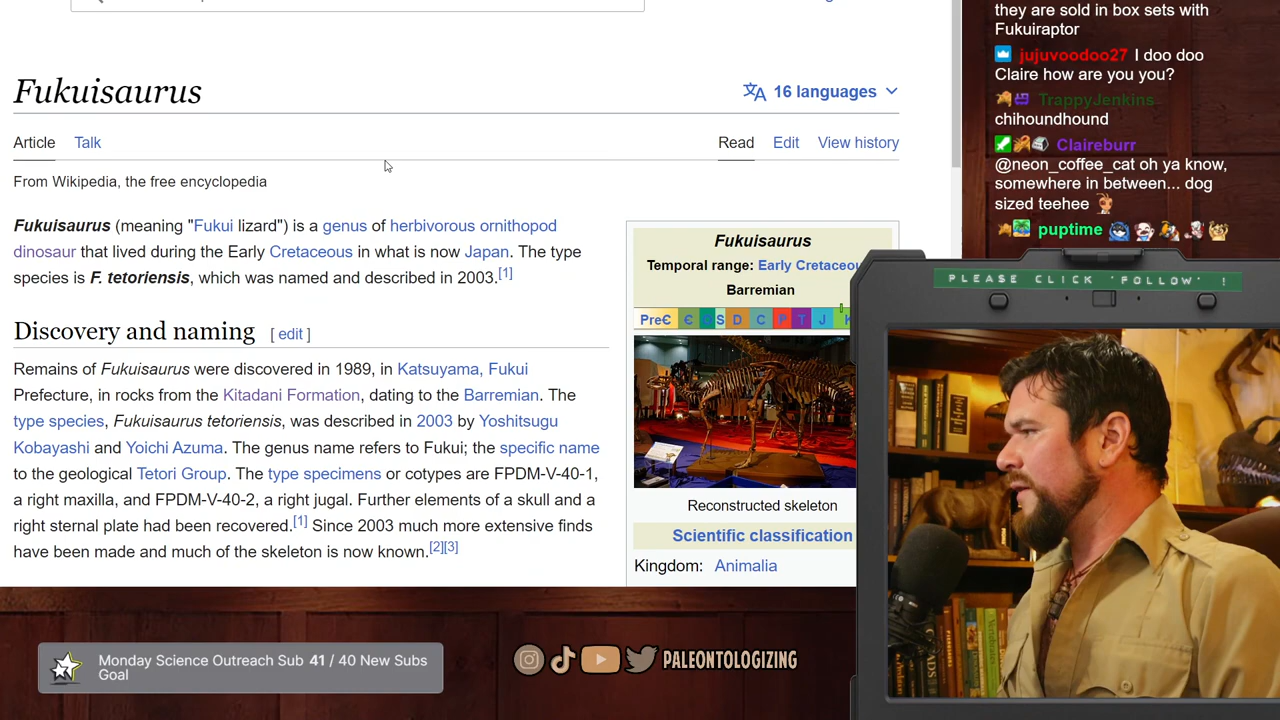 they are sold in box sets with
Fukuiraptor
jujuvoodoo27 I doo doo
Claire how are you you?
TrappyJenkins
chihoundhound
Claireburr
@neon_coffee_cat oh ya know,
somewhere in between... dog
sized teehee
puptime
Fukuisaurus
16 languages
Article Talk Read Edit View history
From Wikipedia, the free encyclopedia
Fukuisaurus (meaning "Fukui lizard") is a genus of herbivorous ornithopod
dinosaur that lived during the Early Cretaceous in what is now Japan. The type
species is F. tetoriensis, which was named and described in 2003.[1]
Discovery and naming [ edit ]
Remains of Fukuisaurus were discovered in 1989, in Katsuyama, Fukui
Prefecture, in rocks from the Kitadani Formation, dating to the Barremian. The
type species, Fukuisaurus tetoriensis, was described in 2003 by Yoshitsugu
Kobayashi and Yoichi Azuma. The genus name refers to Fukui; the specific name
to the geological Tetori Group. The type specimens or cotypes are FPDM-V-40-1,
a right maxilla, and FPDM-V-40-2, a right jugal. Further elements of a skull and a
right sternal plate had been recovered.[1] Since 2003 much more extensive finds
have been made and much of the skeleton is now known.[2][3]
Fukuisaurus
Temporal range: Early Cretaceou
Barremian
PreЄ Є O S D C P T J K
Reconstructed skeleton
Scientific classification
Kingdom: Animalia
PLEASE CLICK 'FOLLOW' !
Monday Science Outreach Sub 41 / 40 New Subs
Goal
PALEONTOLOGIZING